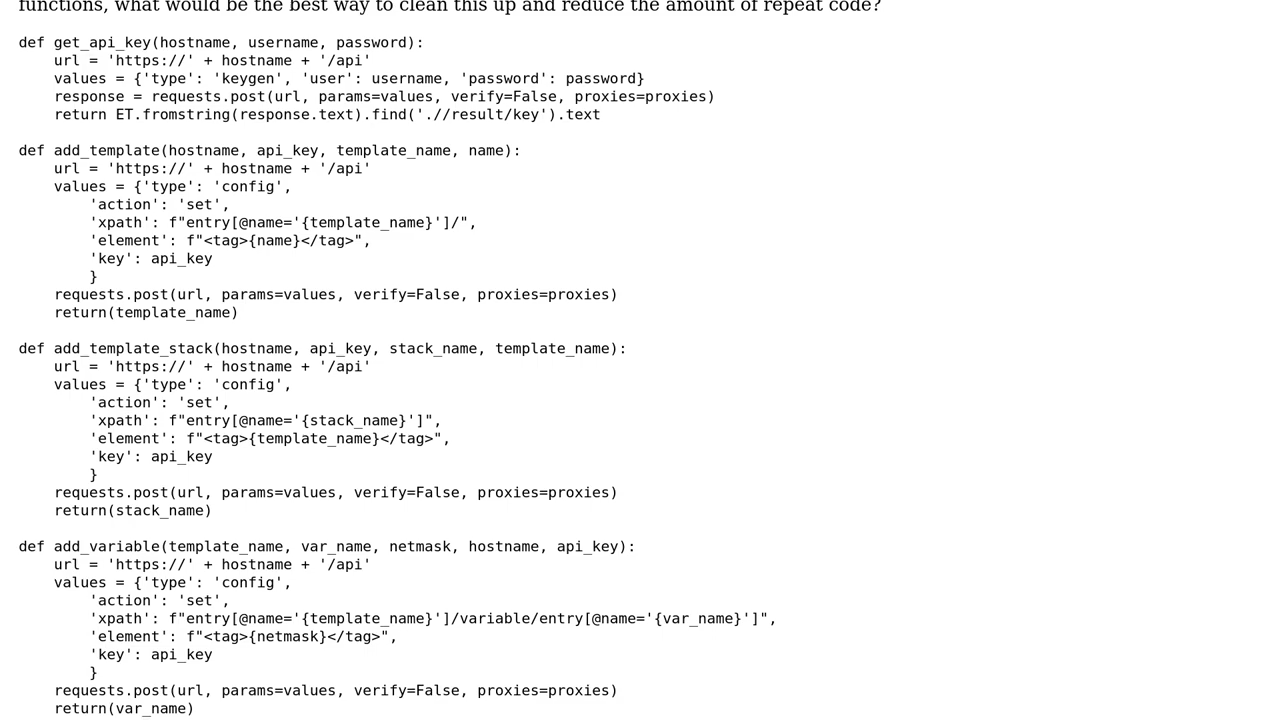 functions, what would be the best way to clean this up and reduce the amount of repeat code?
def get_api_key(hostname, username, password):
    url = 'https://' + hostname + '/api'
    values = {'type': 'keygen', 'user': username, 'password': password}
    response = requests.post(url, params=values, verify=False, proxies=proxies)
    return ET.fromstring(response.text).find('.//result/key').text

def add_template(hostname, api_key, template_name, name):
    url = 'https://' + hostname + '/api'
    values = {'type': 'config',
        'action': 'set',
        'xpath': f"entry[@name='{template_name}']/",
        'element': f"<tag>{name}</tag>",
        'key': api_key
        }
    requests.post(url, params=values, verify=False, proxies=proxies)
    return(template_name)

def add_template_stack(hostname, api_key, stack_name, template_name):
    url = 'https://' + hostname + '/api'
    values = {'type': 'config',
        'action': 'set',
        'xpath': f"entry[@name='{stack_name}']",
        'element': f"<tag>{template_name}</tag>",
        'key': api_key
        }
    requests.post(url, params=values, verify=False, proxies=proxies)
    return(stack_name)

def add_variable(template_name, var_name, netmask, hostname, api_key):
    url = 'https://' + hostname + '/api'
    values = {'type': 'config',
        'action': 'set',
        'xpath': f"entry[@name='{template_name}']/variable/entry[@name='{var_name}']",
        'element': f"<tag>{netmask}</tag>",
        'key': api_key
        }
    requests.post(url, params=values, verify=False, proxies=proxies)
    return(var_name)